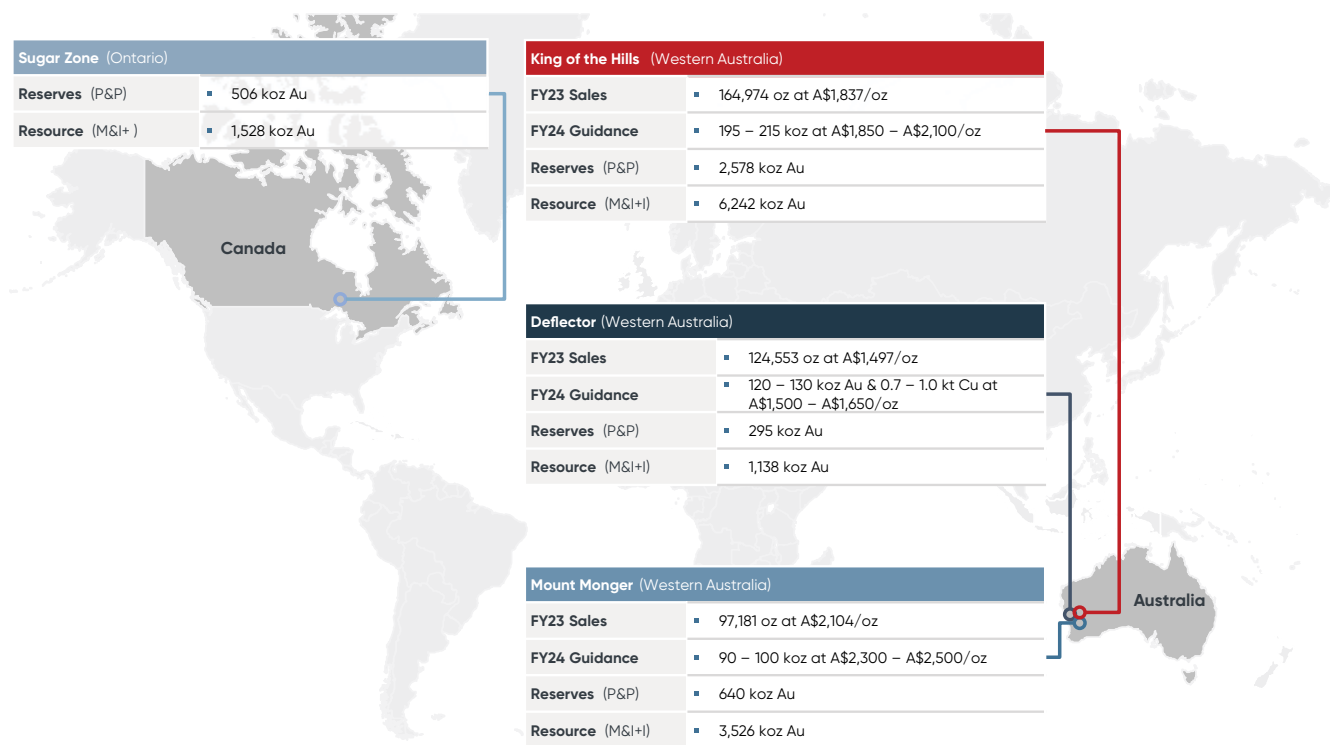 Sugar Zone (Ontario)
Reserves (P&P) ▪ 506 koz Au
Resource (M&I+ ) ▪ 1,528 koz Au
Canada
King of the Hills (Western Australia)
FY23 Sales ▪ 164,974 oz at A$1,837/oz
FY24 Guidance ▪ 195 – 215 koz at A$1,850 – A$2,100/oz
Reserves (P&P) ▪ 2,578 koz Au
Resource (M&I+I) ▪ 6,242 koz Au
Deflector (Western Australia)
FY23 Sales ▪ 124,553 oz at A$1,497/oz
FY24 Guidance ▪ 120 – 130 koz Au & 0.7 – 1.0 kt Cu at
A$1,500 – A$1,650/oz
Reserves (P&P) ▪ 295 koz Au
Resource (M&I+I) ▪ 1,138 koz Au
Mount Monger (Western Australia)
FY23 Sales ▪ 97,181 oz at A$2,104/oz
FY24 Guidance ▪ 90 – 100 koz at A$2,300 – A$2,500/oz
Reserves (P&P) ▪ 640 koz Au
Resource (M&I+I) ▪ 3,526 koz Au
Australia